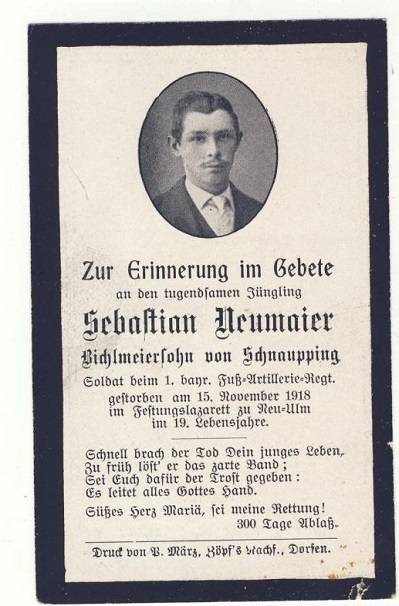 Zur Erinnerung im Gebete
an den tugendsamen Jüngling
Sebastian Neumaier
Bichlmeiersohn von Schnaupping
Soldat beim 1. bayr. Fuß-Artillerie-Regt.
gestorben am 15. November 1918
im Festungslazarett zu Neu-Ulm
im 19. Lebensjahre.
Schnell brach der Tod Dein junges Leben,
Zu früh löst' er das zarte Band;
Sei Euch dafür der Trost gegeben:
Es leitet alles Gottes Hand.
Süßes Herz Mariä, sei meine Rettung!
300 Tage Ablaß.
Druck von P. März, Zöpf's Nachf., Dorfen.